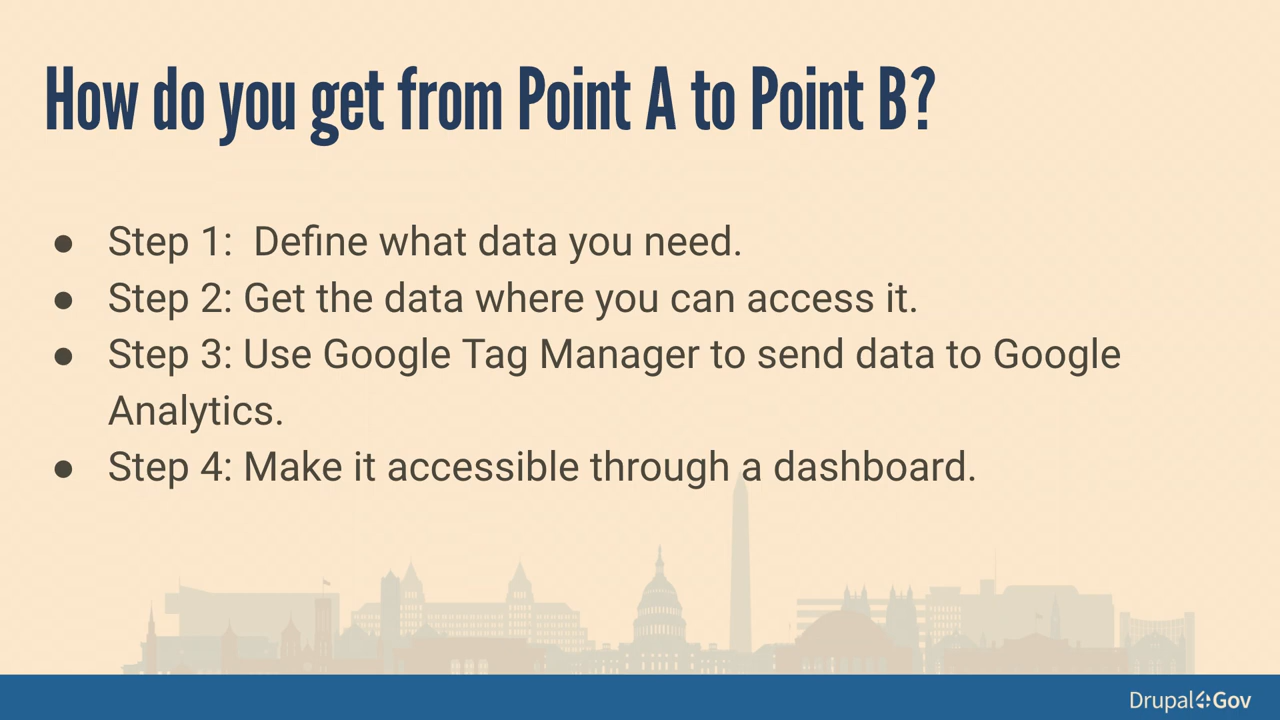 How do you get from Point A to Point B?
● Step 1:  Define what data you need.
● Step 2: Get the data where you can access it.
● Step 3: Use Google Tag Manager to send data to Google
Analytics.
● Step 4: Make it accessible through a dashboard.
Drupal4Gov